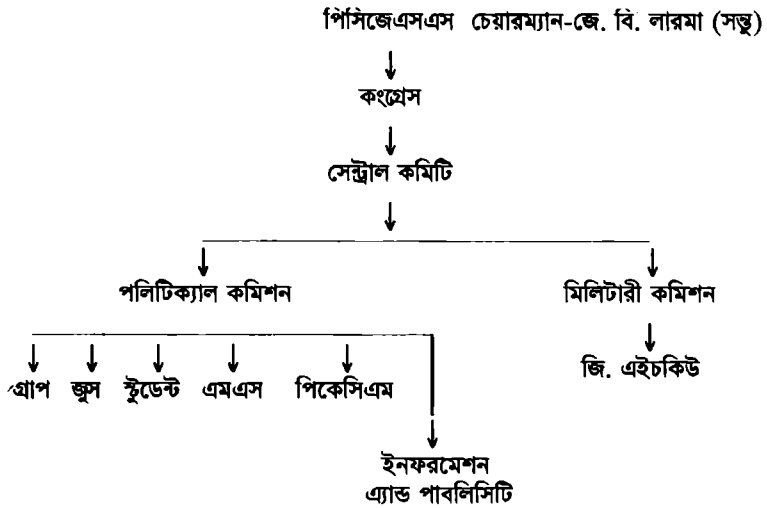 পিসিজেএসএস চেয়ারম্যান-জে. বি. লারমা (সন্তু)
কংগ্রেস
সেন্ট্রাল কমিটি
পলিটিক্যাল কমিশন মিলিটারী কমিশন
গ্রাপ জুস স্টুডেন্ট এমএস পিকেসিএম জি. এইচকিউ
ইনফরমেশন
এ্যান্ড পাবলিসিটি